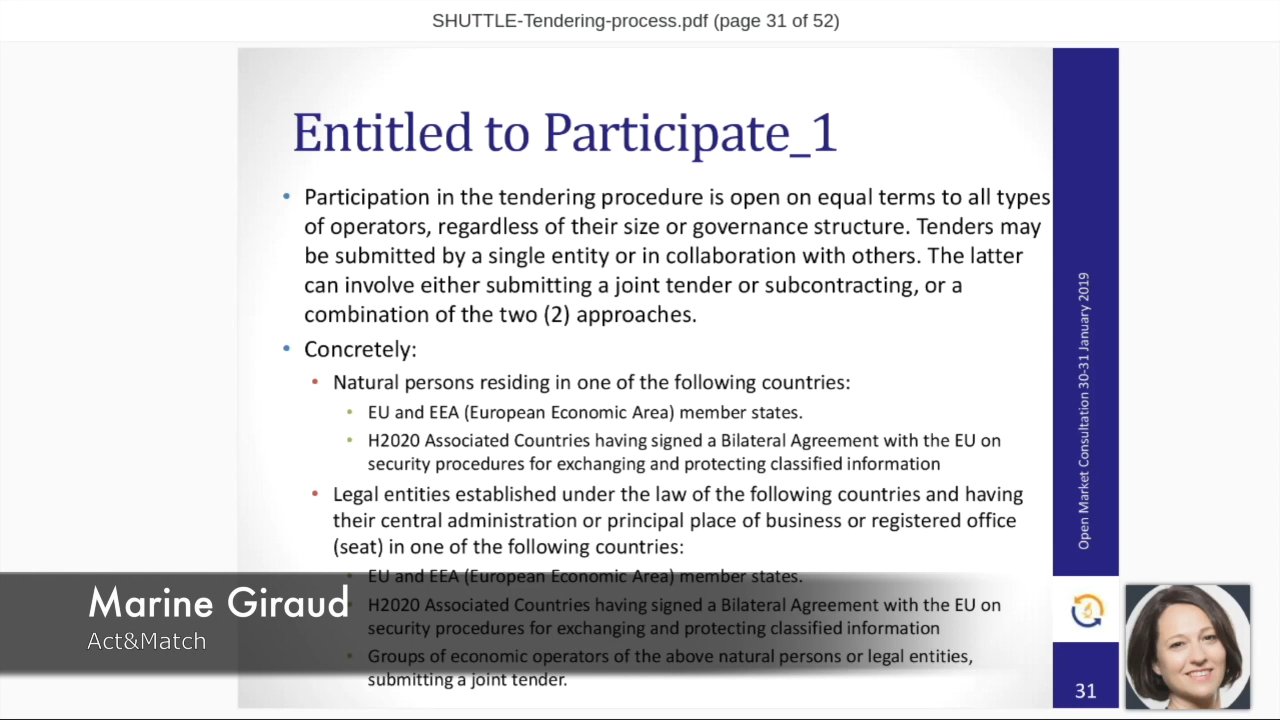 SHUTTLE-Tendering-process.pdf (page 31 of 52)
Entitled to Participate_1
• Participation in the tendering procedure is open on equal terms to all types
of operators, regardless of their size or governance structure. Tenders may
be submitted by a single entity or in collaboration with others. The latter
can involve either submitting a joint tender or subcontracting, or a
combination of the two (2) approaches.
• Concretely:
• Natural persons residing in one of the following countries:
• EU and EEA (European Economic Area) member states.
• H2020 Associated Countries having signed a Bilateral Agreement with the EU on
security procedures for exchanging and protecting classified information
• Legal entities established under the law of the following countries and having
their central administration or principal place of business or registered office
(seat) in one of the following countries:
• EU and EEA (European Economic Area) member states.
• H2020 Associated Countries having signed a Bilateral Agreement with the EU on
security procedures for exchanging and protecting classified information
• Groups of economic operators of the above natural persons or legal entities,
submitting a joint tender.
Open Market Consultation 30-31 January 2019
31
Marine Giraud
Act&Match